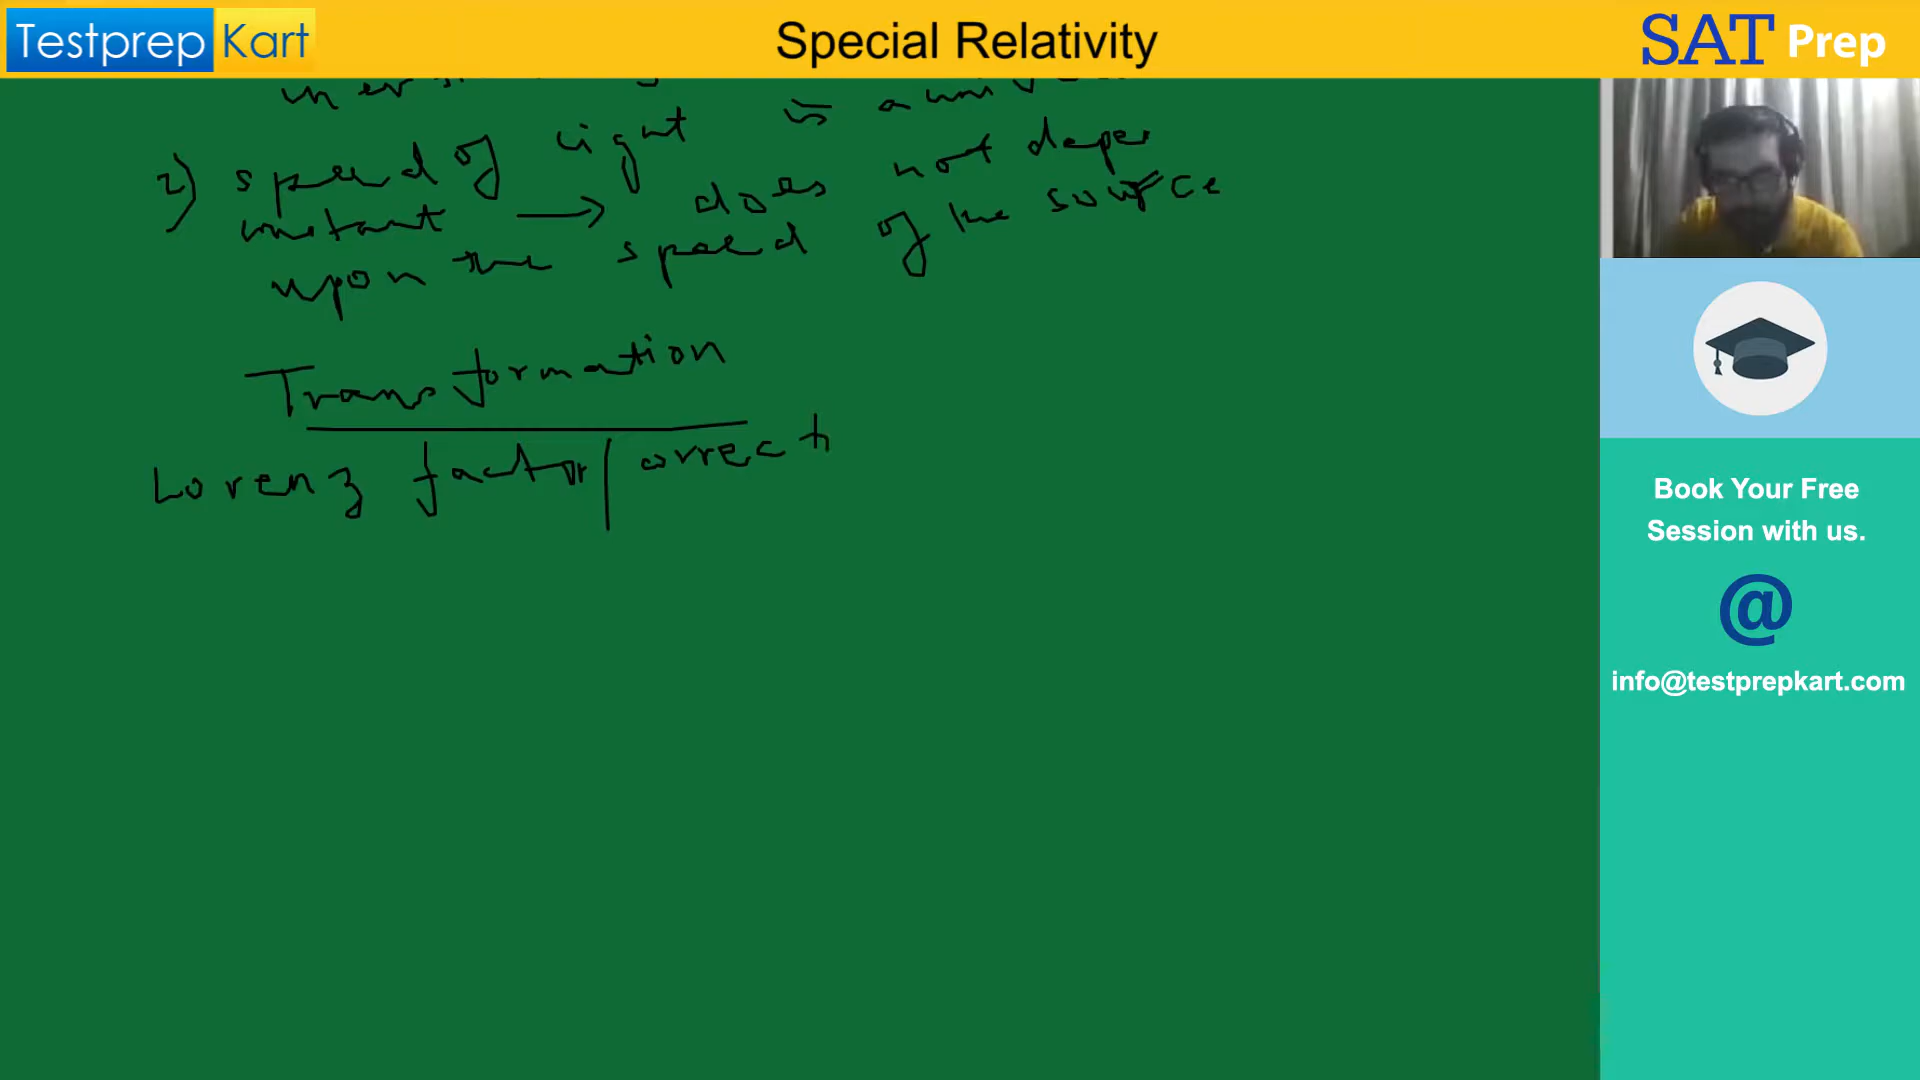 Testprep Kart
Special Relativity
SAT Prep
2) speed of light is a
constant → does not depe
upon the speed of the source
Transformation
Lorenz factor/correct
Book Your Free
Session with us.
@
info@testprepkart.com